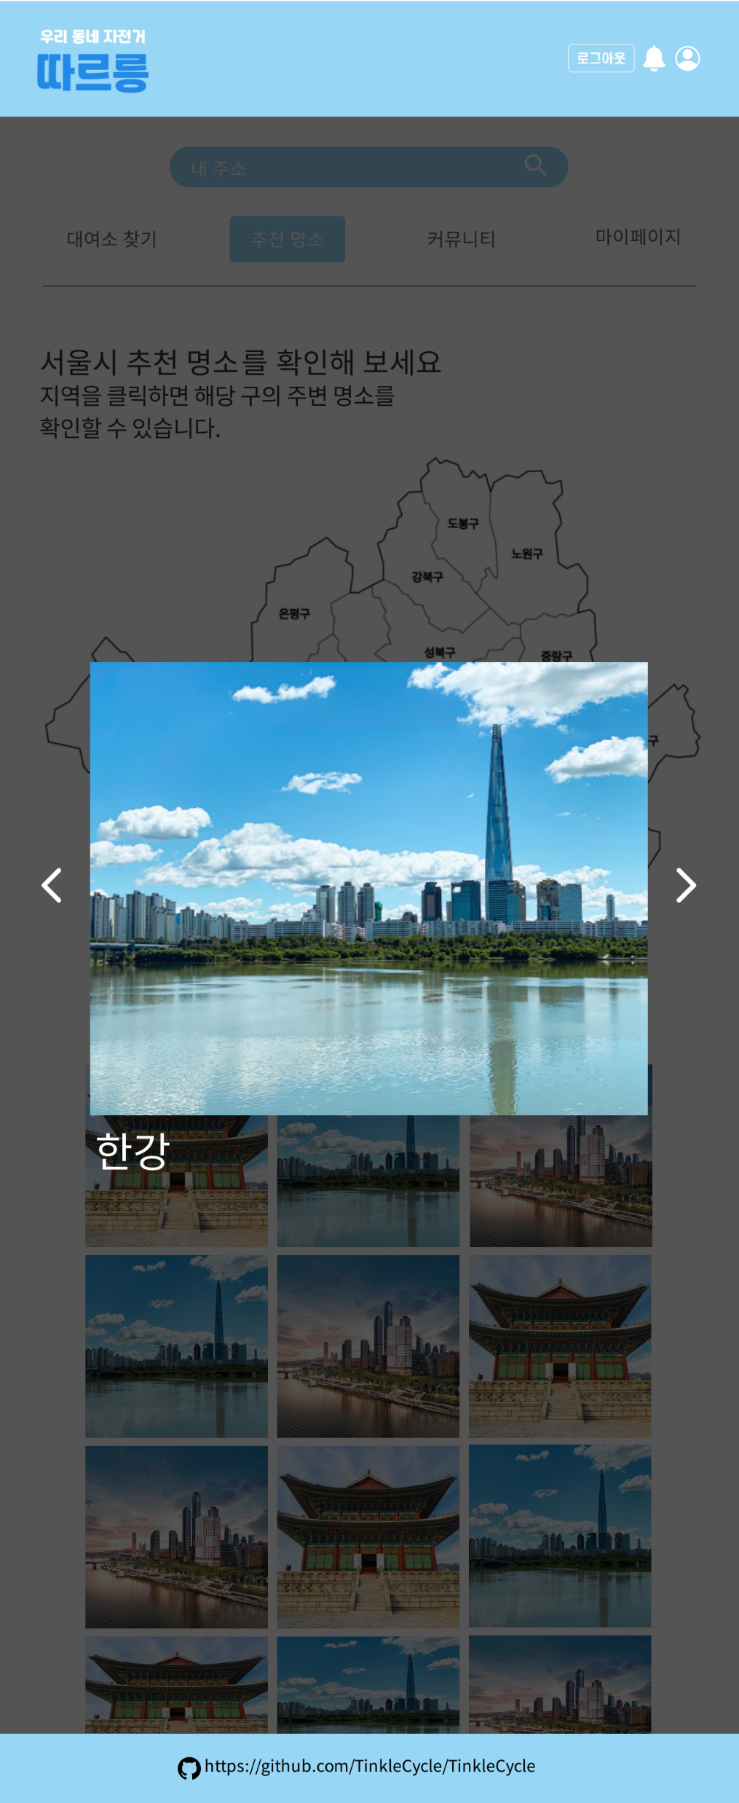 우리 동네 자전거
따르릉
로그아웃
내 주소
대여소 찾기
추천 명소
커뮤니티
마이페이지
서울시 추천 명소를 확인해 보세요
지역을 클릭하면 해당 구의 주변 명소를
확인할 수 있습니다.
도봉구
노원구
강북구
은평구
성북구
중랑구
구
한강
https://github.com/TinkleCycle/TinkleCycle